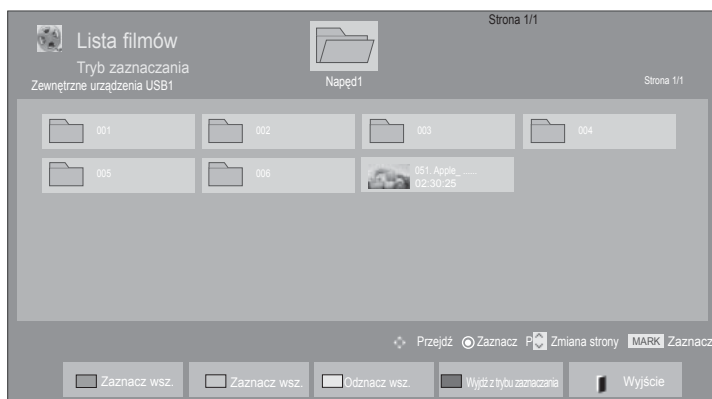 Strona 1/1
Lista filmów
Tryb zaznaczania
Zewnętrzne urządzenia USB1
Napęd1
Strona 1/1
001
002
003
004
005
006
051. Apple_ ......
02:30:25
Przejdź Zaznacz P Zmiana strony MARK Zaznacz
Zaznacz wsz.
Zaznacz wsz.
Odznacz wsz.
Wyjdź z trybu zaznaczania
Wyjście